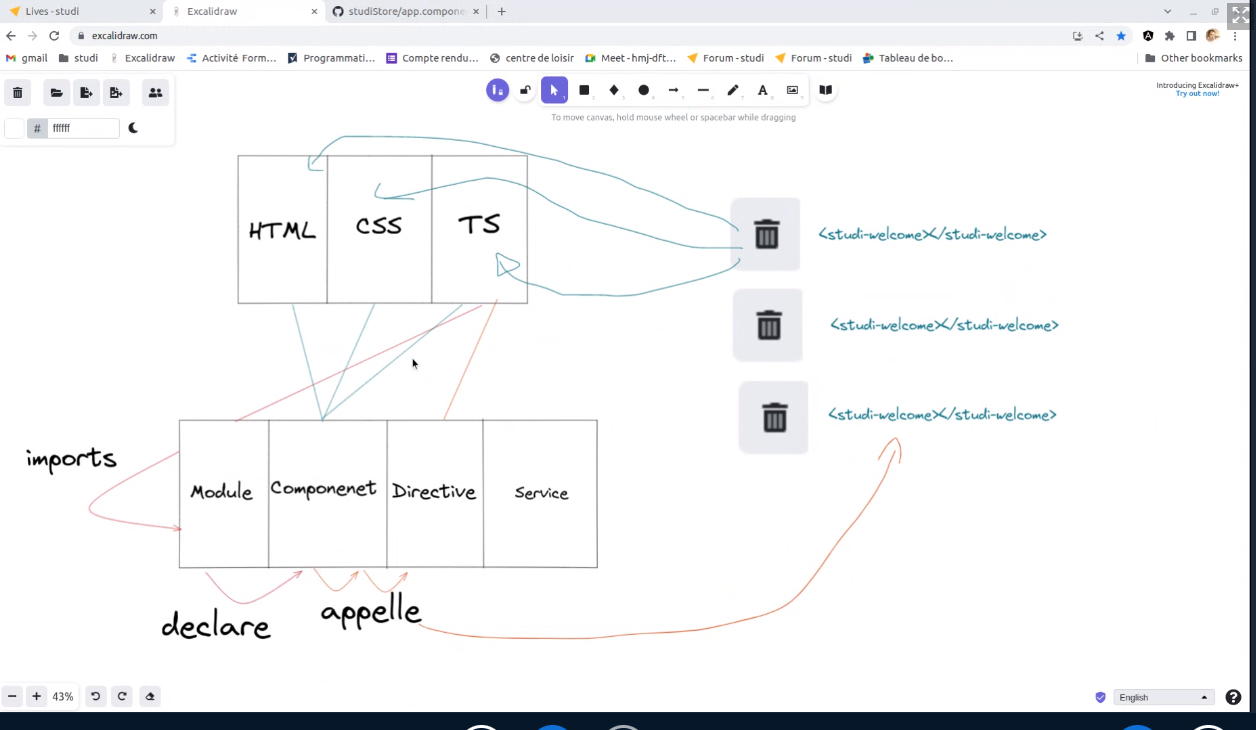 Lives - studi
Excalidraw
studiStore/app.compone
excalidraw.com
gmail
studi
Excalidraw
Activité Form...
Programmati...
Compte rendu...
centre de loisir
Meet - hmj-dft...
Forum - studi
Forum - studi
Tableau de bo...
Other bookmarks
Introducing Excalidraw+
Try out now!
# ffffff
To move canvas, hold mouse wheel or spacebar while dragging
HTML
CSS
TS
<studi-welcome></studi-welcome>
<studi-welcome></studi-welcome>
<studi-welcome></studi-welcome>
imports
Module
Componenet
Directive
Service
declare
appelle
43%
English